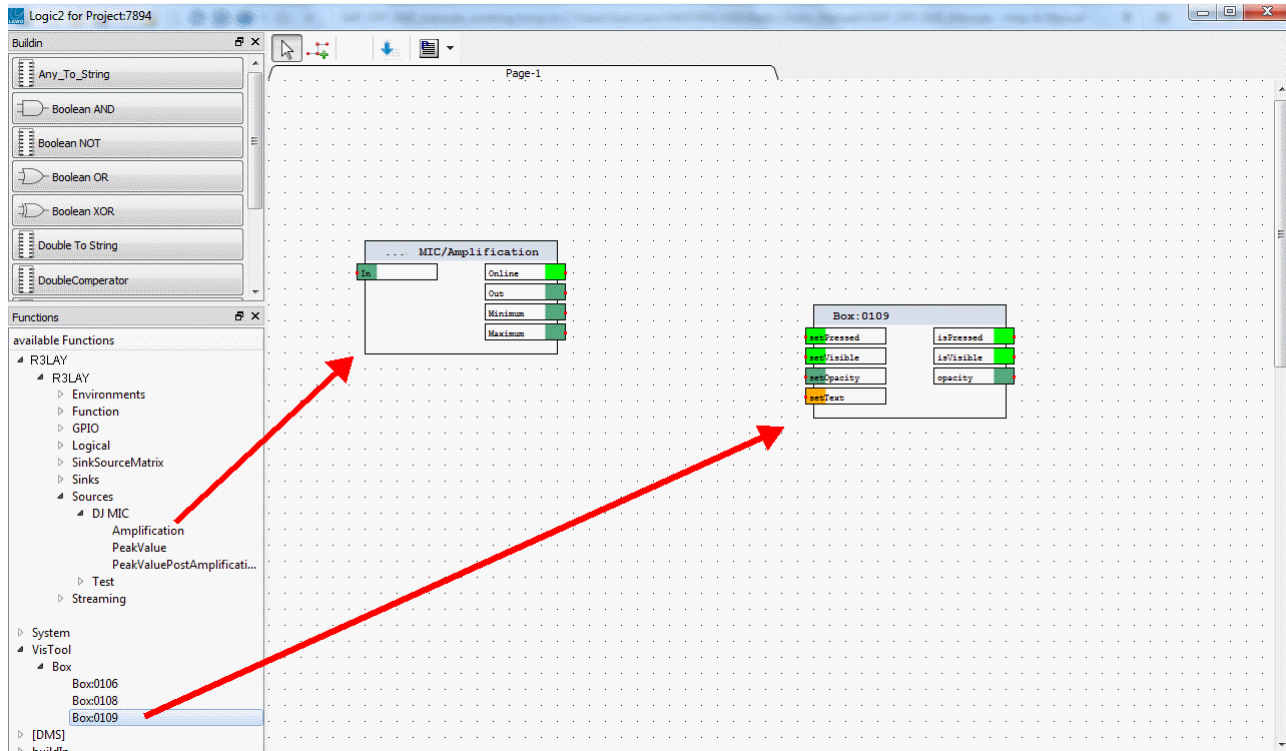 LAWO
Logic2 for Project:7894
Buildin
Any_To_String
Boolean AND
Boolean NOT
Boolean OR
Boolean XOR
Double To String
DoubleComperator
Functions
available Functions
R3LAY
R3LAY
Environments
Function
GPIO
Logical
SinkSourceMatrix
Sinks
Sources
DJ MIC
Amplification
PeakValue
PeakValuePostAmplificati...
Test
Streaming
System
VisTool
Box
Box:0106
Box:0108
Box:0109
[DMS]
buildIn
Page-1
... MIC/Amplification
In
Online
Out
Minimum
Maximum
Box:0109
setPressed
isPressed
setVisible
isVisible
setOpacity
opacity
setText